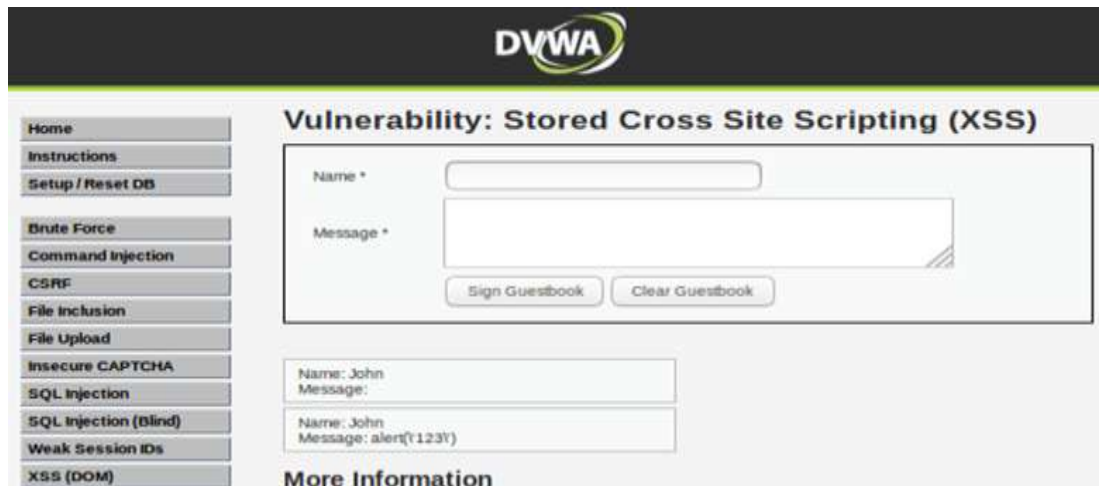 DVWA
Vulnerability: Stored Cross Site Scripting (XSS)
Home
Instructions
Setup / Reset DB
Brute Force
Command Injection
CSRF
File Inclusion
File Upload
Insecure CAPTCHA
SQL Injection
SQL Injection (Blind)
Weak Session IDs
XSS (DOM)
Name *
Message *
Sign Guestbook
Clear Guestbook
Name: John
Message:
Name: John
Message: alert(\'123\')
More Information